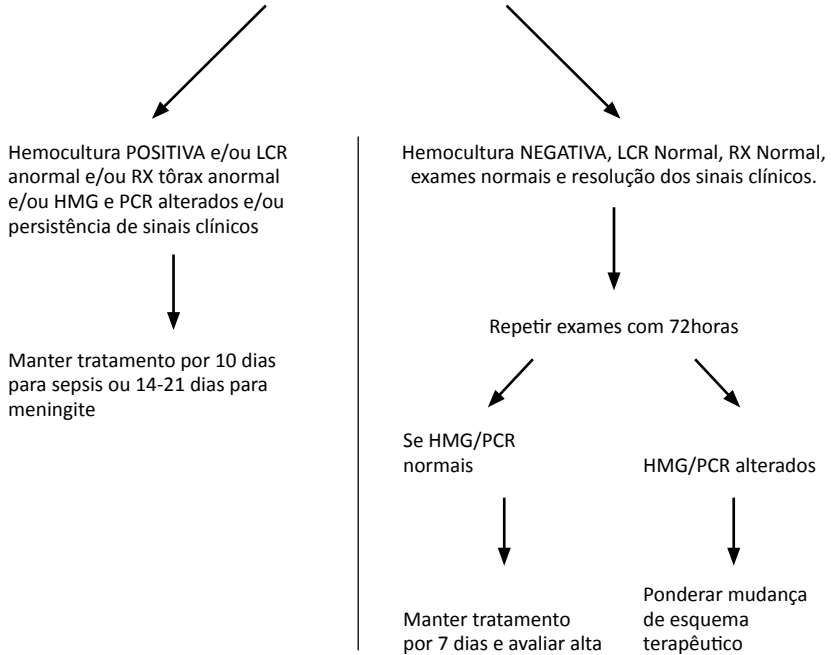 Hemocultura POSITIVA e/ou LCR
anormal e/ou RX tôrax anormal
e/ou HMG e PCR alterados e/ou
persistência de sinais clínicos
Manter tratamento por 10 dias
para sepsis ou 14-21 dias para
meningite
Hemocultura NEGATIVA, LCR Normal, RX Normal,
exames normais e resolução dos sinais clínicos.
Repetir exames com 72horas
Se HMG/PCR
normais
Manter tratamento
por 7 dias e avaliar alta
HMG/PCR alterados
Ponderar mudança
de esquema
terapêutico